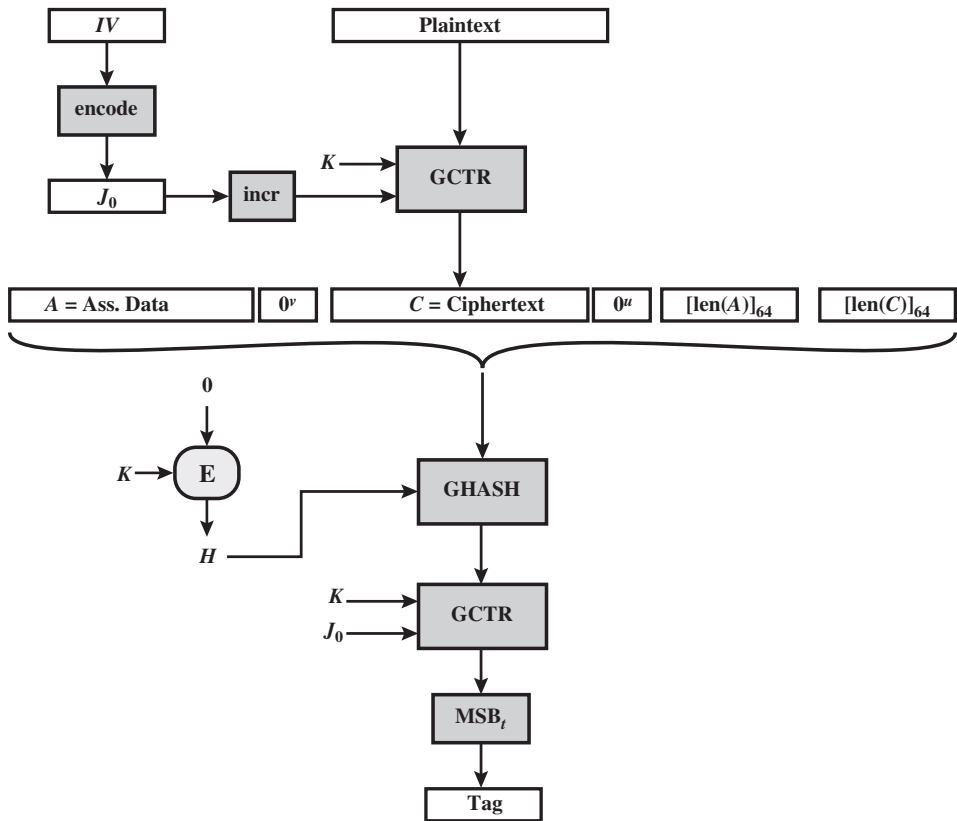 IV
Plaintext
encode
K
GCTR
J₀
incr
A = Ass. Data
0ᵛ
C = Ciphertext
0ᵘ
[len(A)]₆₄
[len(C)]₆₄
0
K
E
GHASH
H
K
GCTR
J₀
MSBₜ
Tag